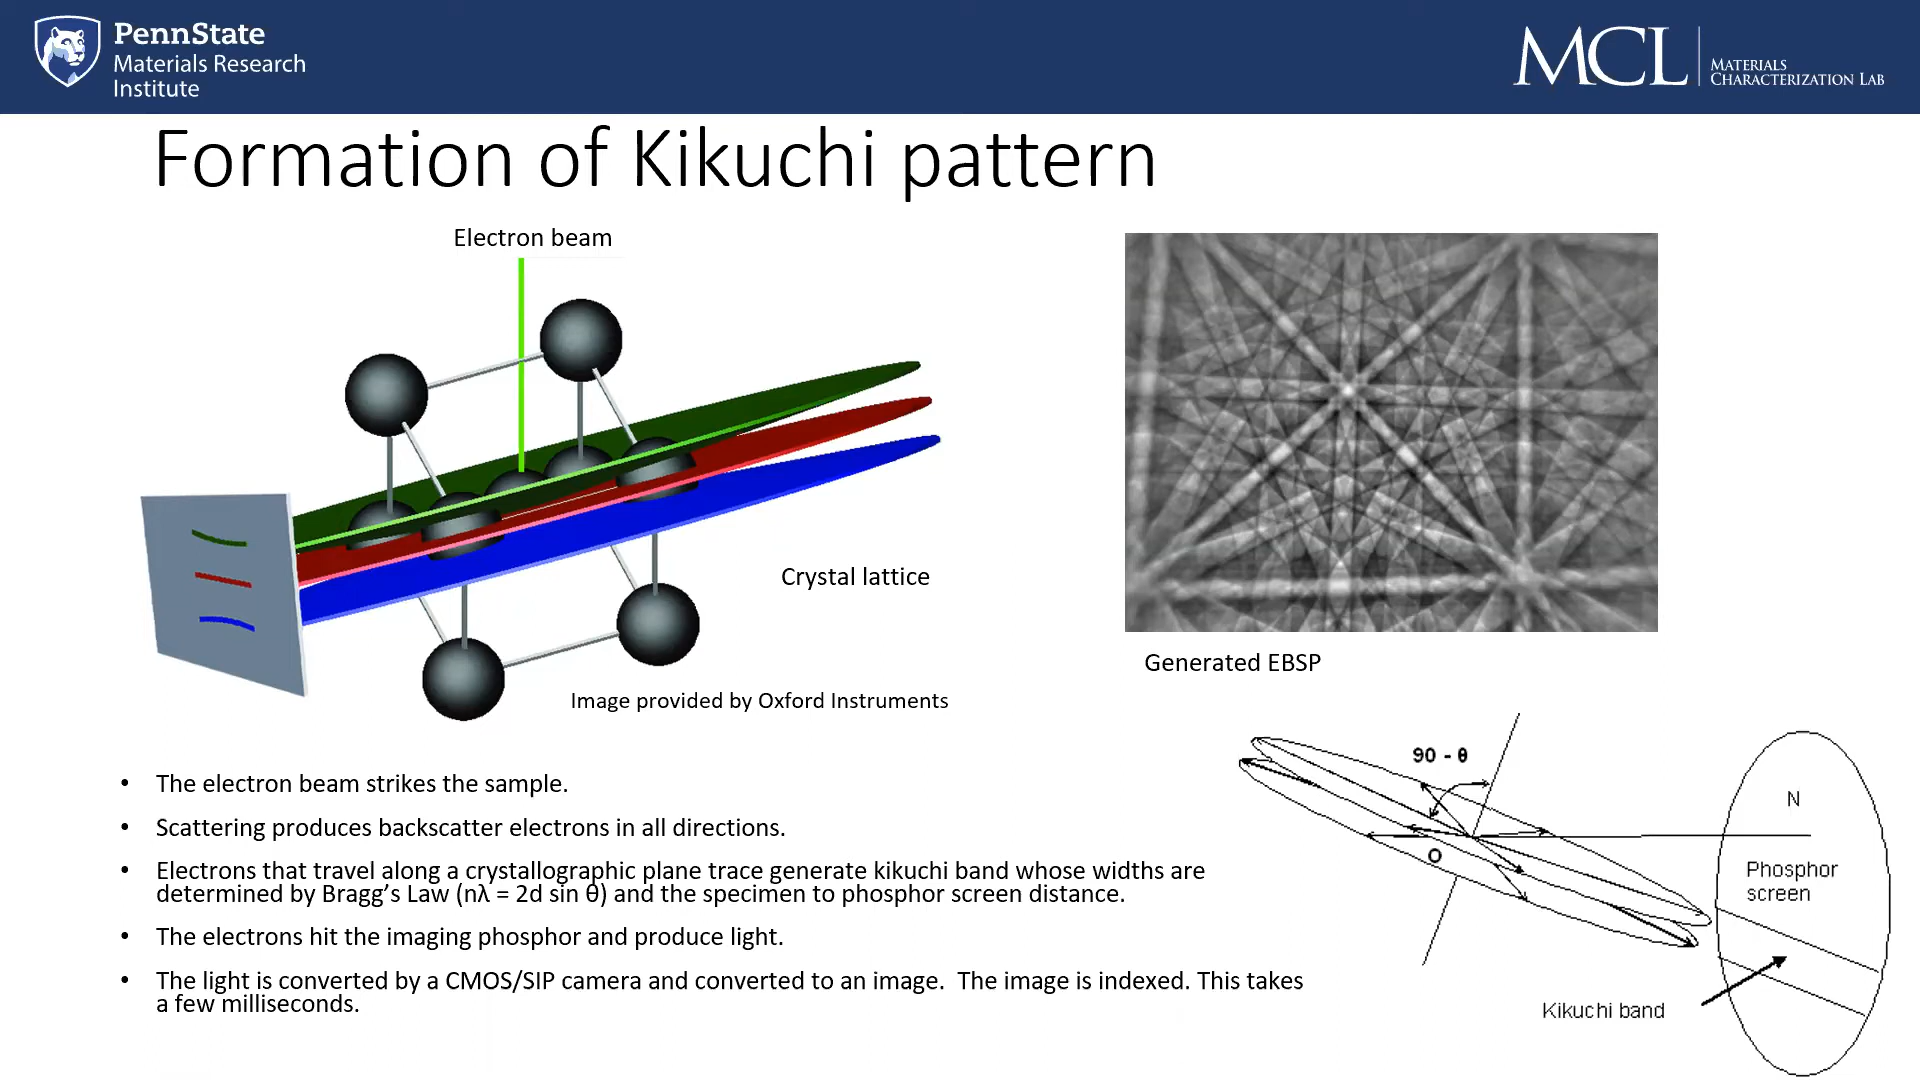 PennState
Materials Research
Institute
MCL
Materials
Characterization Lab
Formation of Kikuchi pattern
Electron beam
Crystal lattice
Image provided by Oxford Instruments
Generated EBSP
• The electron beam strikes the sample.
• Scattering produces backscatter electrons in all directions.
• Electrons that travel along a crystallographic plane trace generate kikuchi band whose widths are
determined by Bragg’s Law (nλ = 2d sin θ) and the specimen to phosphor screen distance.
• The electrons hit the imaging phosphor and produce light.
• The light is converted by a CMOS/SIP camera and converted to an image.  The image is indexed. This takes
a few milliseconds.
90 - θ
N
O
Phosphor
screen
Kikuchi band